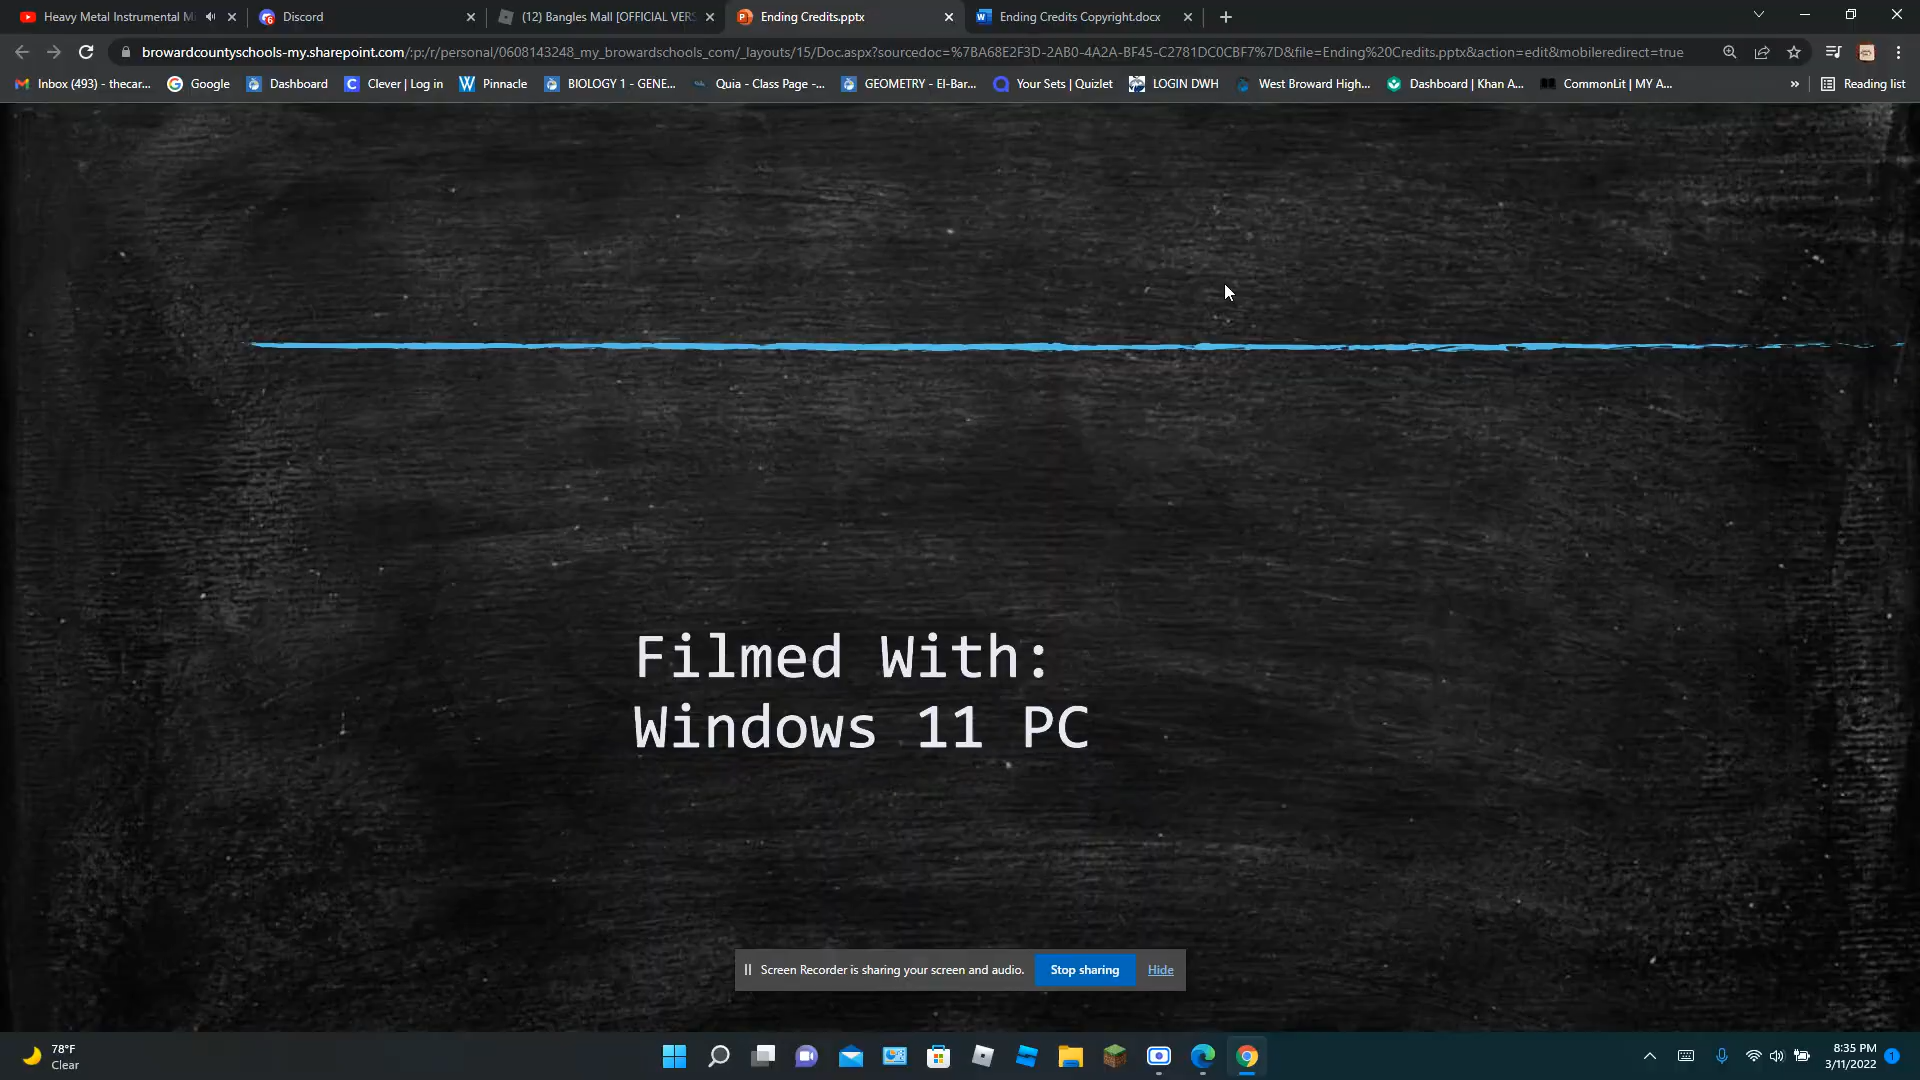 Heavy Metal Instrumental M
Discord
(12) Bangles Mall [OFFICIAL VERS
Ending Credits.pptx
Ending Credits Copyright.docx
browardcountyschools-my.sharepoint.com/:p:/r/personal/0608143248_my_browardschools_com/_layouts/15/Doc.aspx?sourcedoc=%7BA68E2F3D-2AB0-4A2A-BF45-C2781DC0CBF7%7D&file=Ending%20Credits.pptx&action=edit&mobileredirect=true
Inbox (493) - thecar...
Google
Dashboard
Clever | Log in
Pinnacle
BIOLOGY 1 - GENE...
Quia - Class Page -...
GEOMETRY - El-Bar...
Your Sets | Quizlet
LOGIN DWH
West Broward High...
Dashboard | Khan A...
CommonLit | MY A...
»
Reading list
Filmed With:
Windows 11 PC
Screen Recorder is sharing your screen and audio.
Stop sharing
Hide
78°F
Clear
8:35 PM
3/11/2022
1